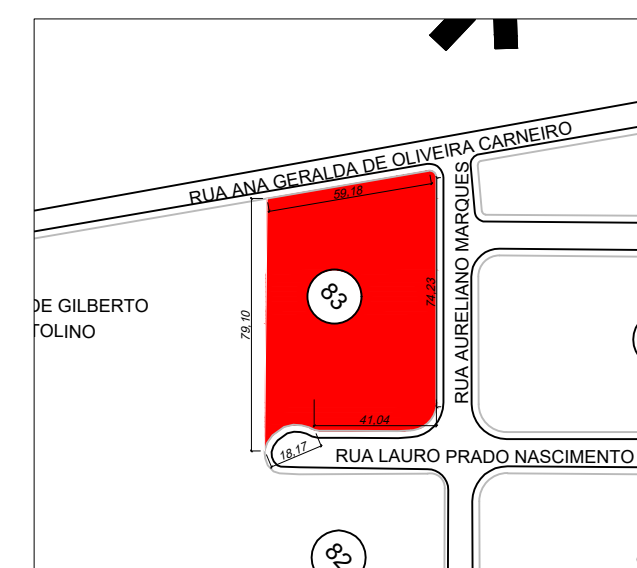 RUA ANA GERALDA DE OLIVEIRA CARNEIRO
59,18
RUA AURELIANO MARQUES
83
74,23
79,10
DE GILBERTO
TOLINO
41,04
18,17
RUA LAURO PRADO NASCIMENTO
82